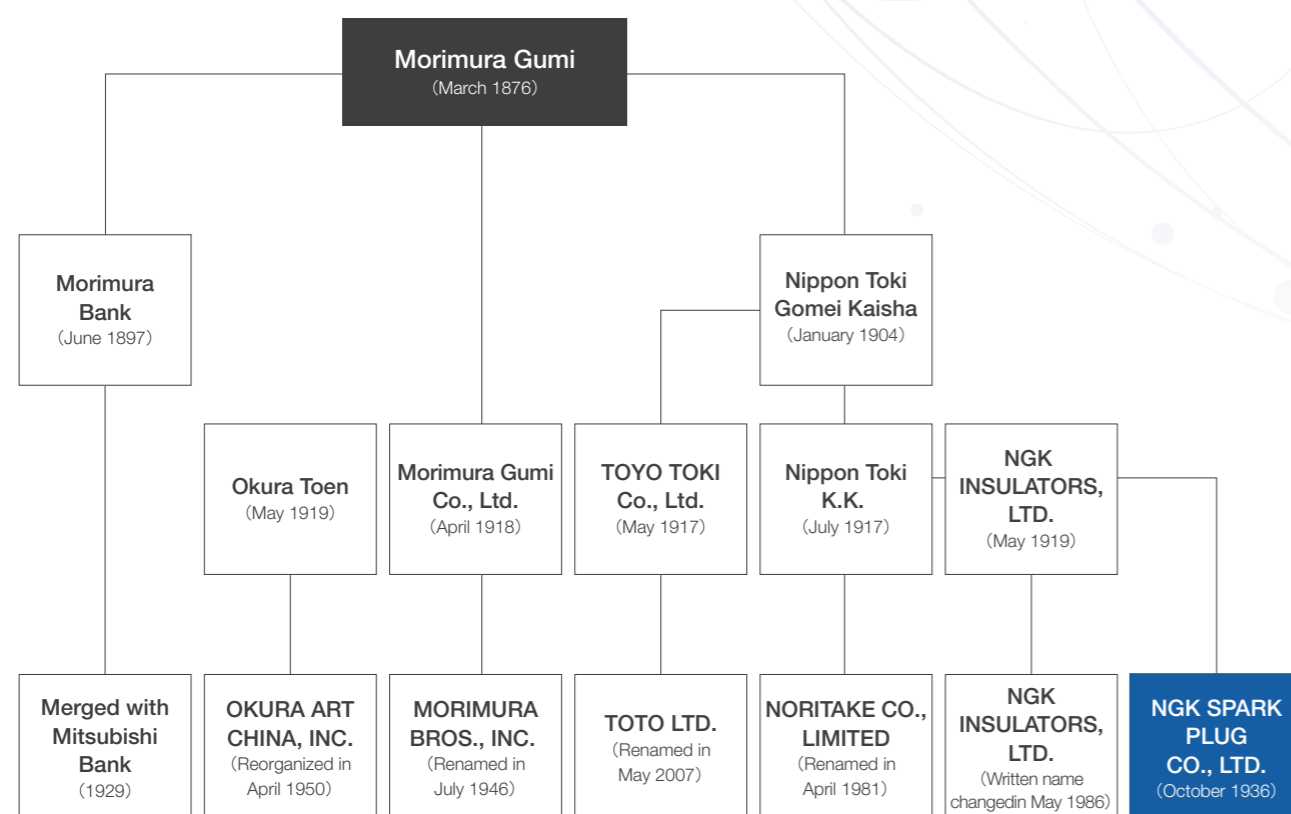 Morimura Gumi
(March 1876)
Morimura
Bank
(June 1897)
Nippon Toki
Gomei Kaisha
(January 1904)
Okura Toen
(May 1919)
Morimura Gumi
Co., Ltd.
(April 1918)
TOYO TOKI
Co., Ltd.
(May 1917)
Nippon Toki
K.K.
(July 1917)
NGK
INSULATORS,
LTD.
(May 1919)
Merged with
Mitsubishi
Bank
(1929)
OKURA ART
CHINA, INC.
(Reorganized in
April 1950)
MORIMURA
BROS., INC.
(Renamed in
July 1946)
TOTO LTD.
(Renamed in
May 2007)
NORITAKE CO.,
LIMITED
(Renamed in
April 1981)
NGK
INSULATORS,
LTD.
(Written name
changedin May 1986)
NGK SPARK
PLUG
CO., LTD.
(October 1936)